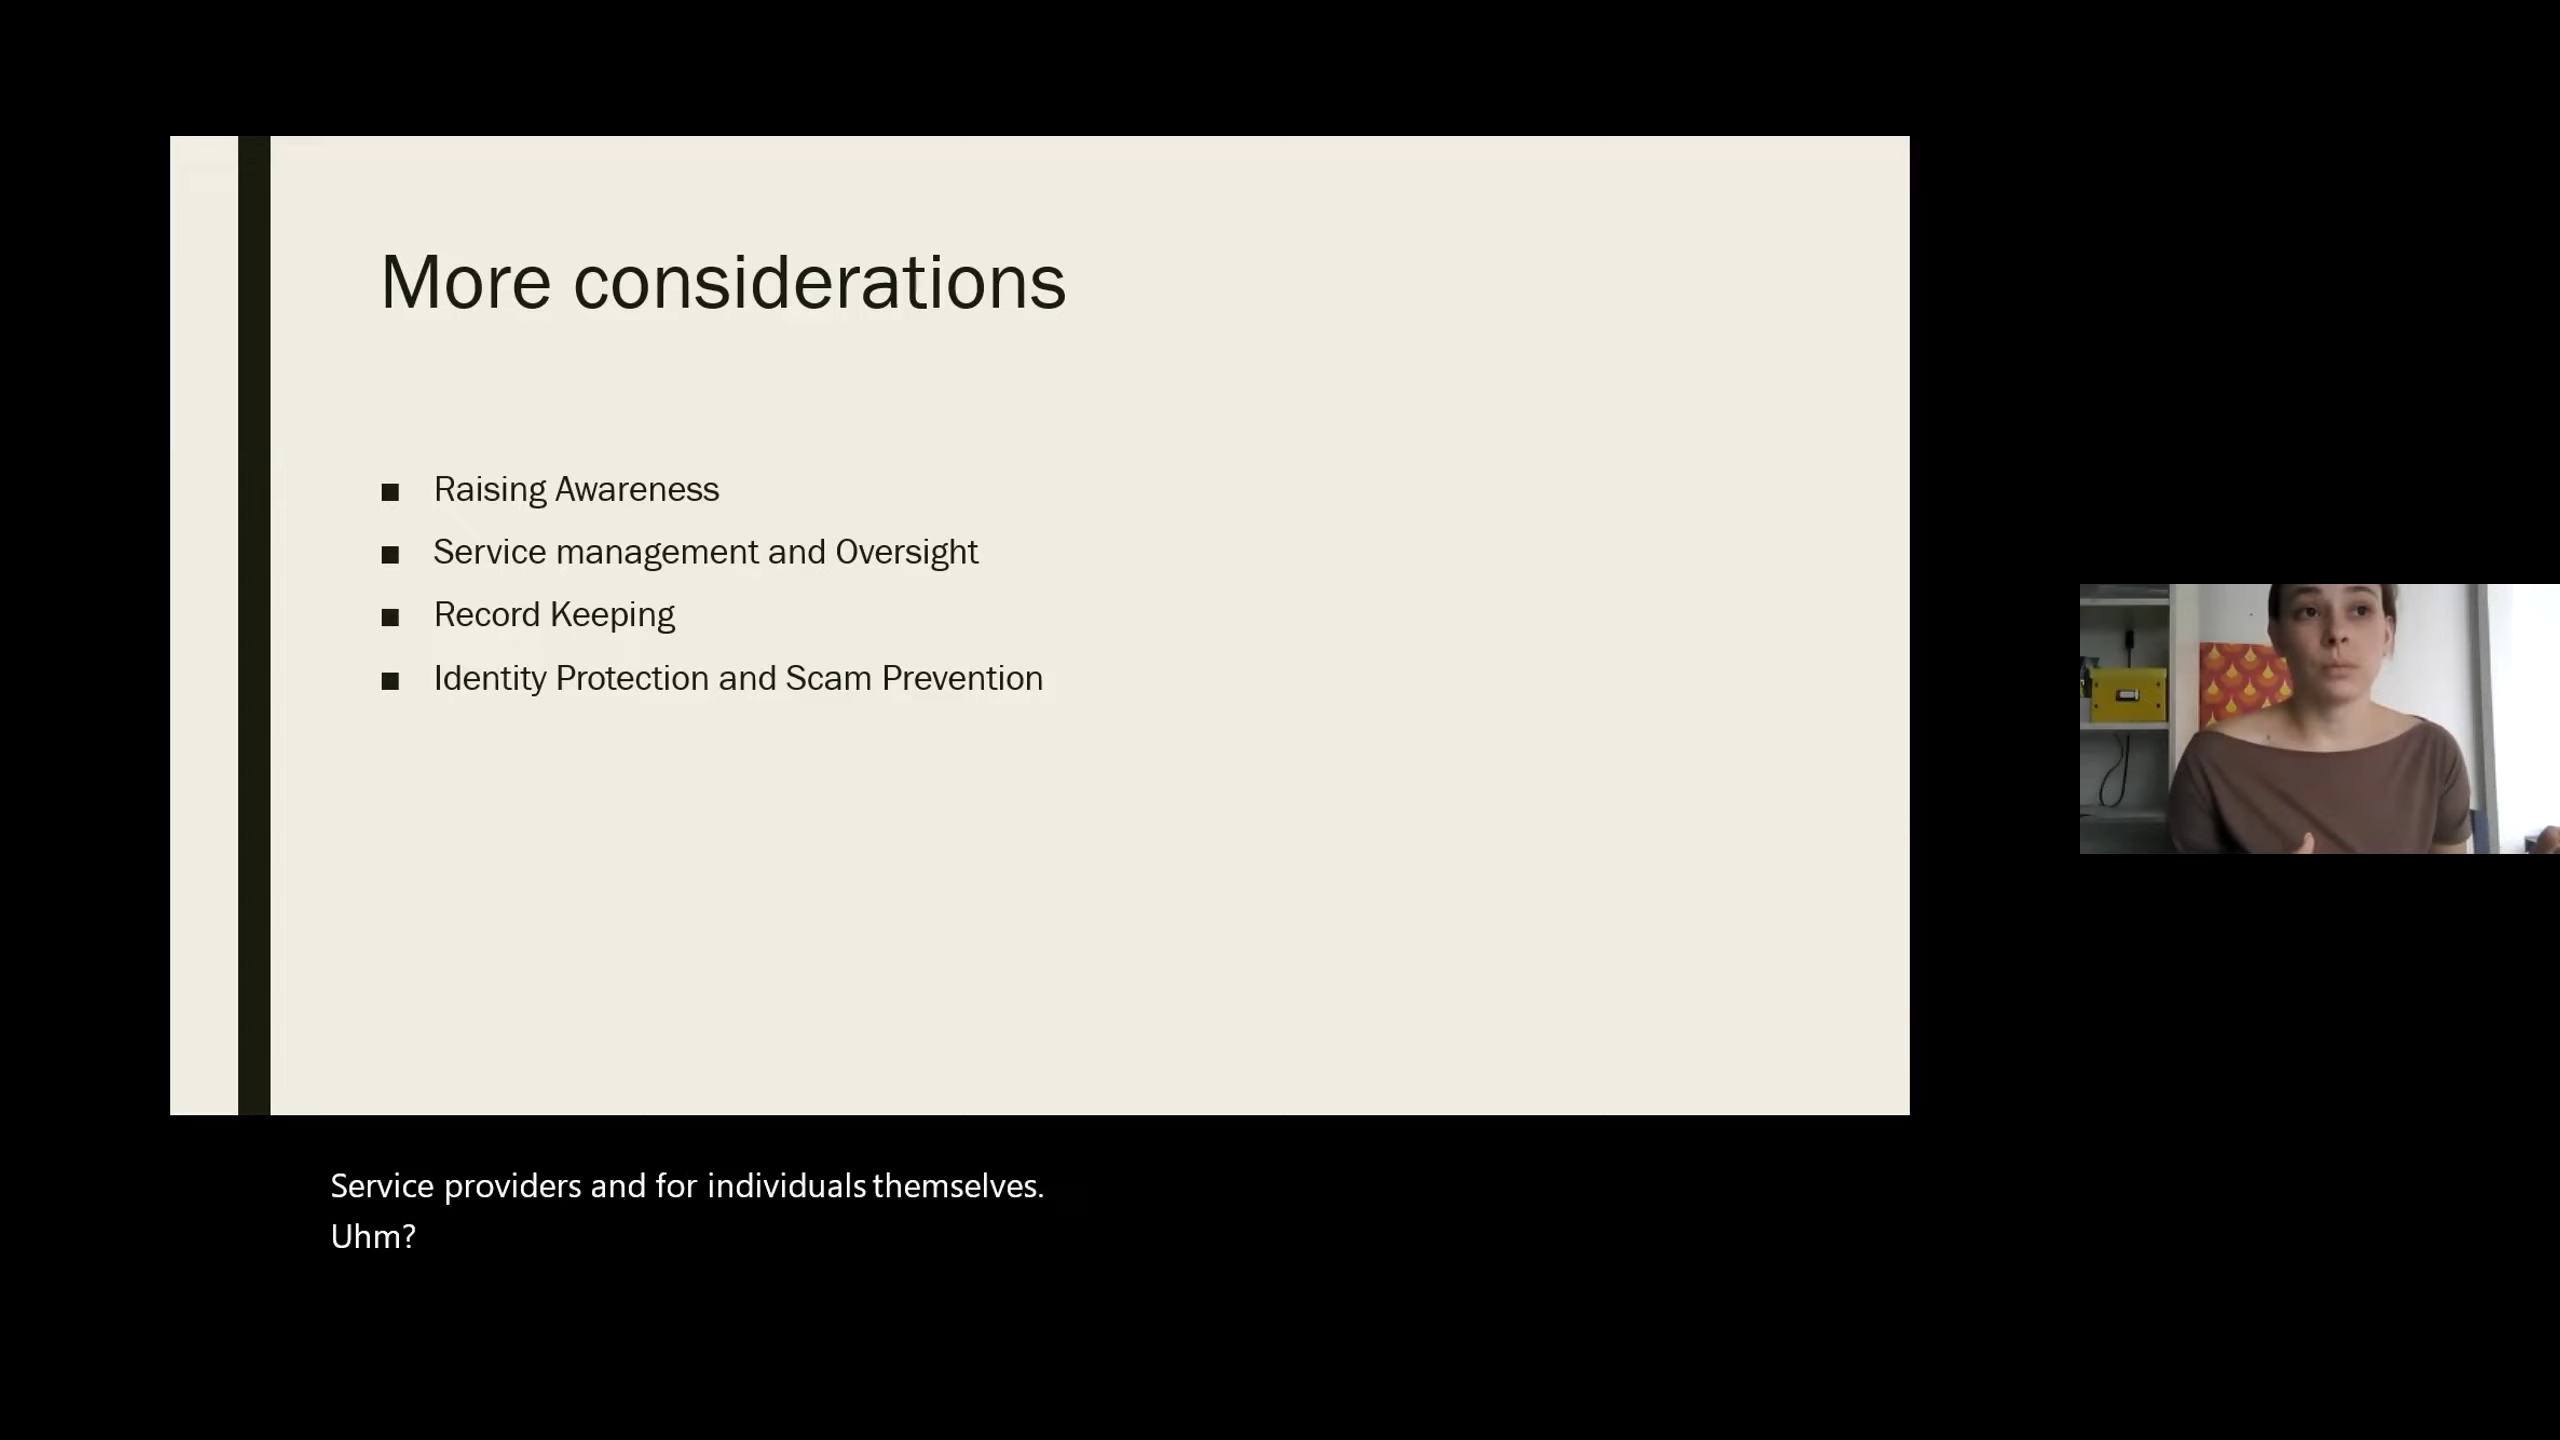 More considerations
Raising Awareness
Service management and Oversight
Record Keeping
Identity Protection and Scam Prevention
Service providers and for individuals themselves.
Uhm?